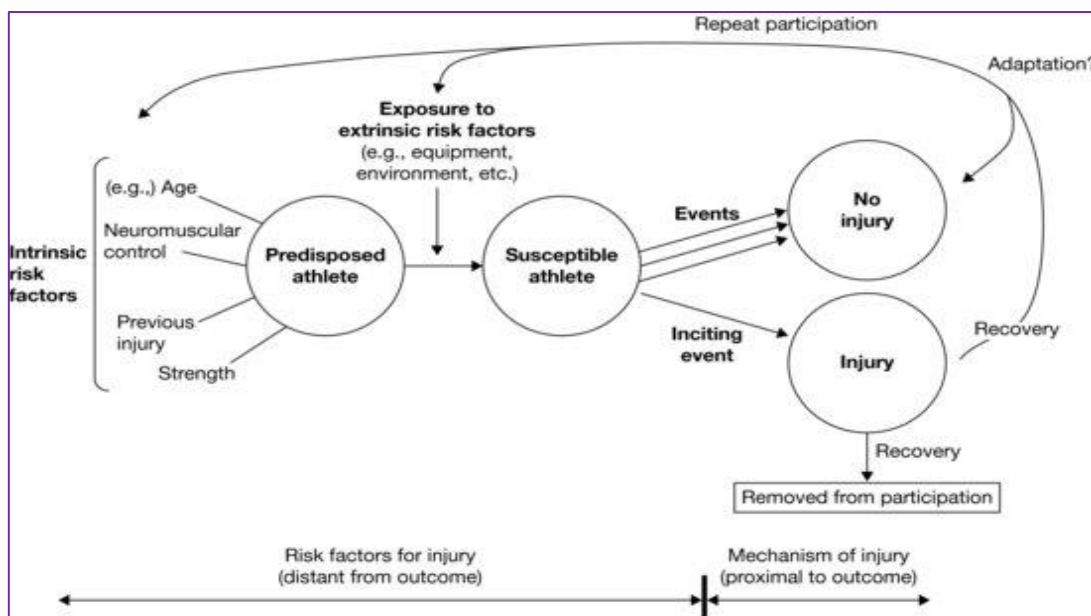 Repeat participation
Adaptation?
Exposure to
extrinsic risk factors
(e.g., equipment,
environment, etc.)
(e.g.,) Age
Neuromuscular
control
Intrinsic
risk
factors
Previous
injury
Strength
Predisposed
athlete
Susceptible
athlete
Events
No
injury
Inciting
event
Injury
Recovery
Recovery
Removed from participation
Risk factors for injury
(distant from outcome)
Mechanism of injury
(proximal to outcome)